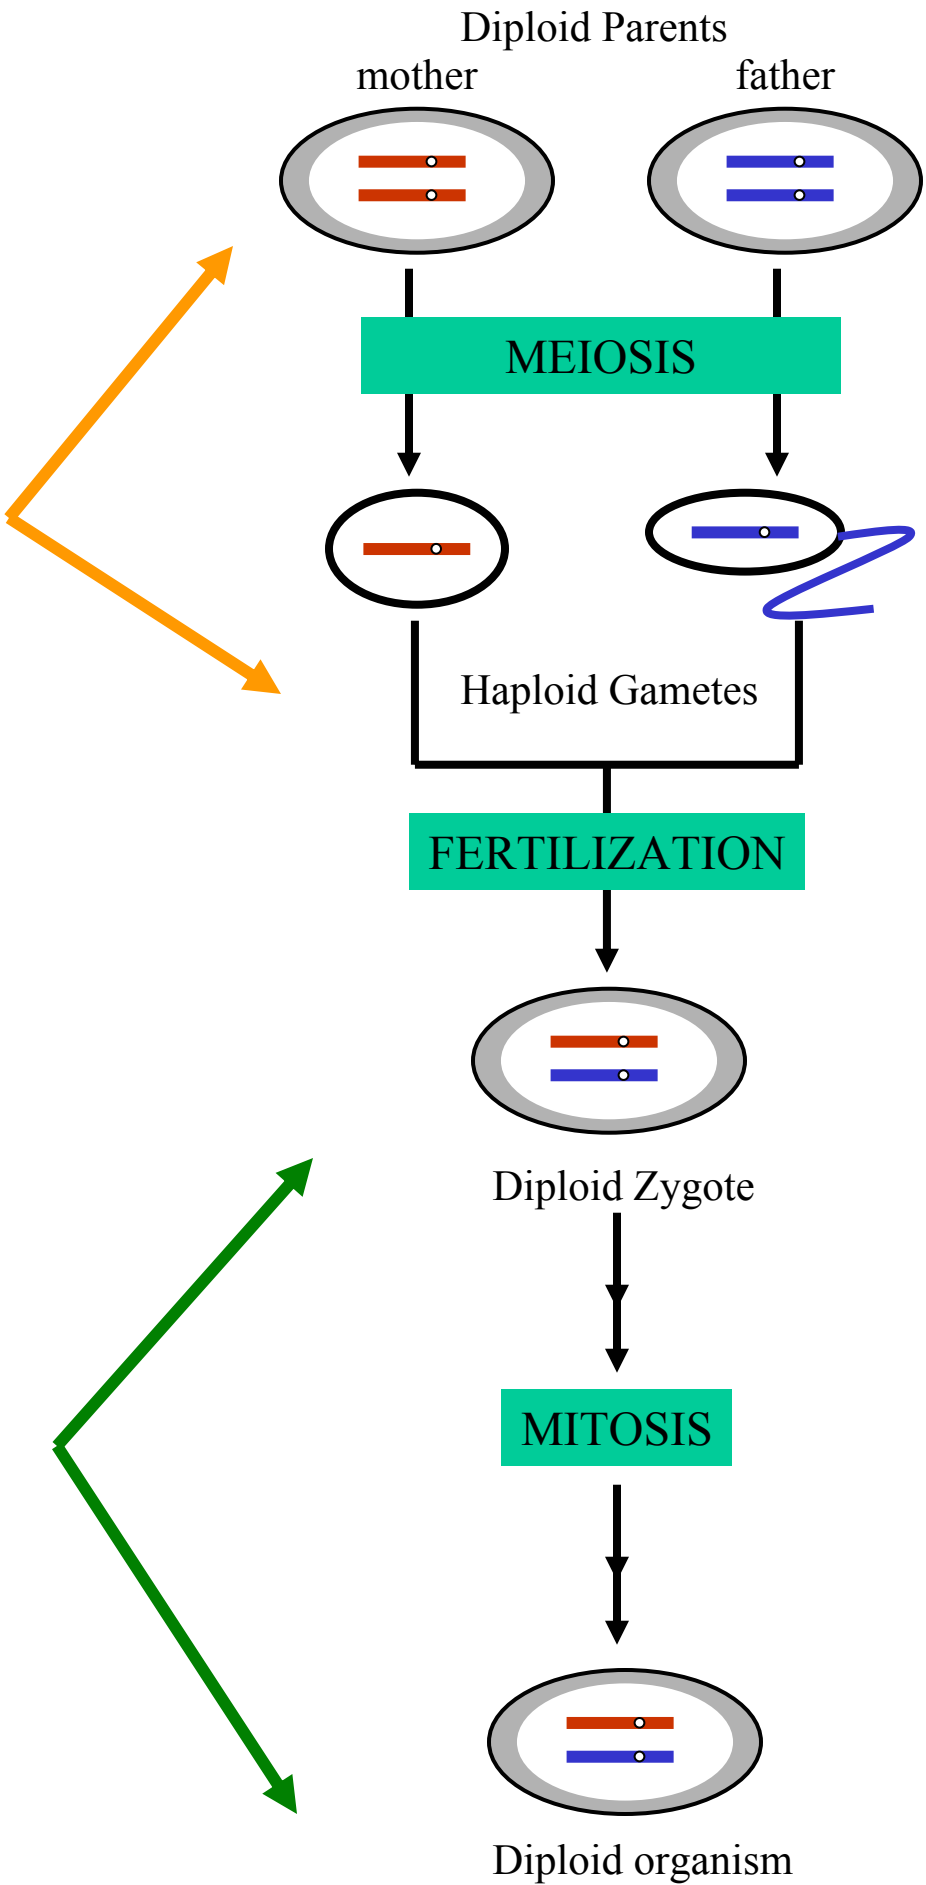 Diploid Parents
mother father
MEIOSIS
Haploid Gametes
FERTILIZATION
Diploid Zygote
MITOSIS
Diploid organism